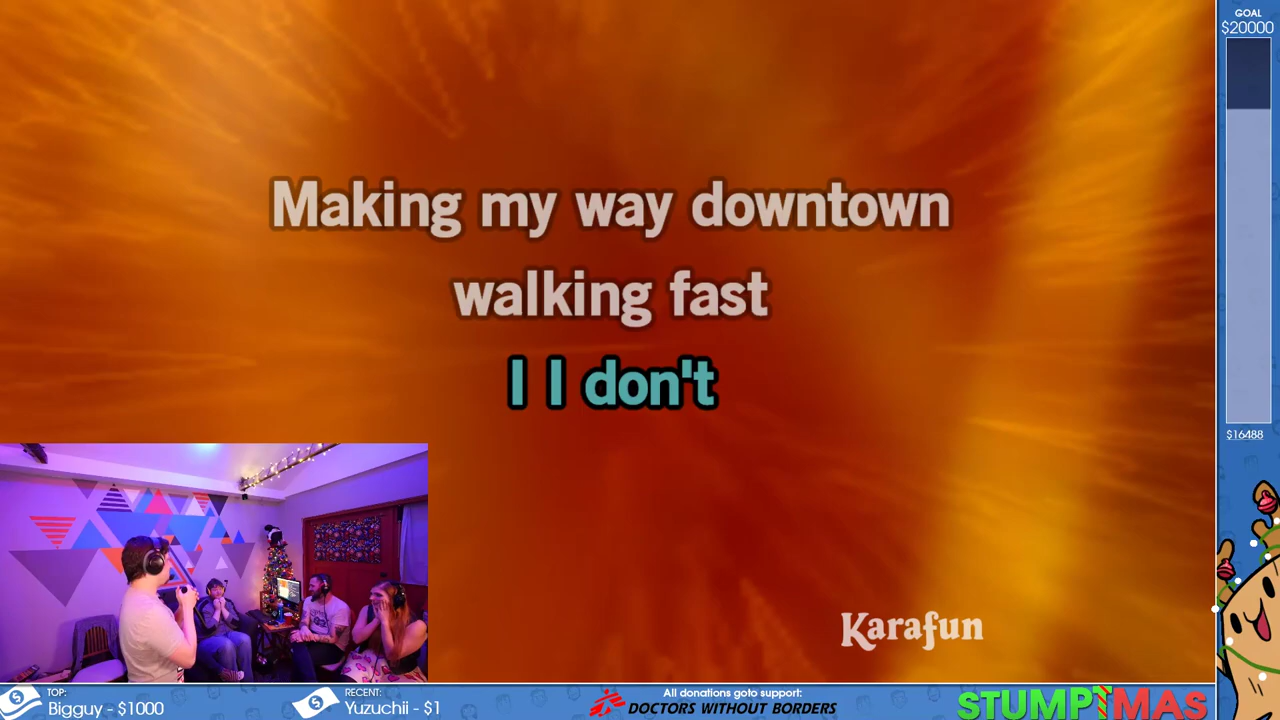 GOAL
$20000
Making my way downtown
walking fast
I I don't
$16488
Karafun
TOP:
Bigguy - $1000
RECENT:
Yuzuchii - $1
All donations goto support:
DOCTORS WITHOUT BORDERS
STUMPTMAS